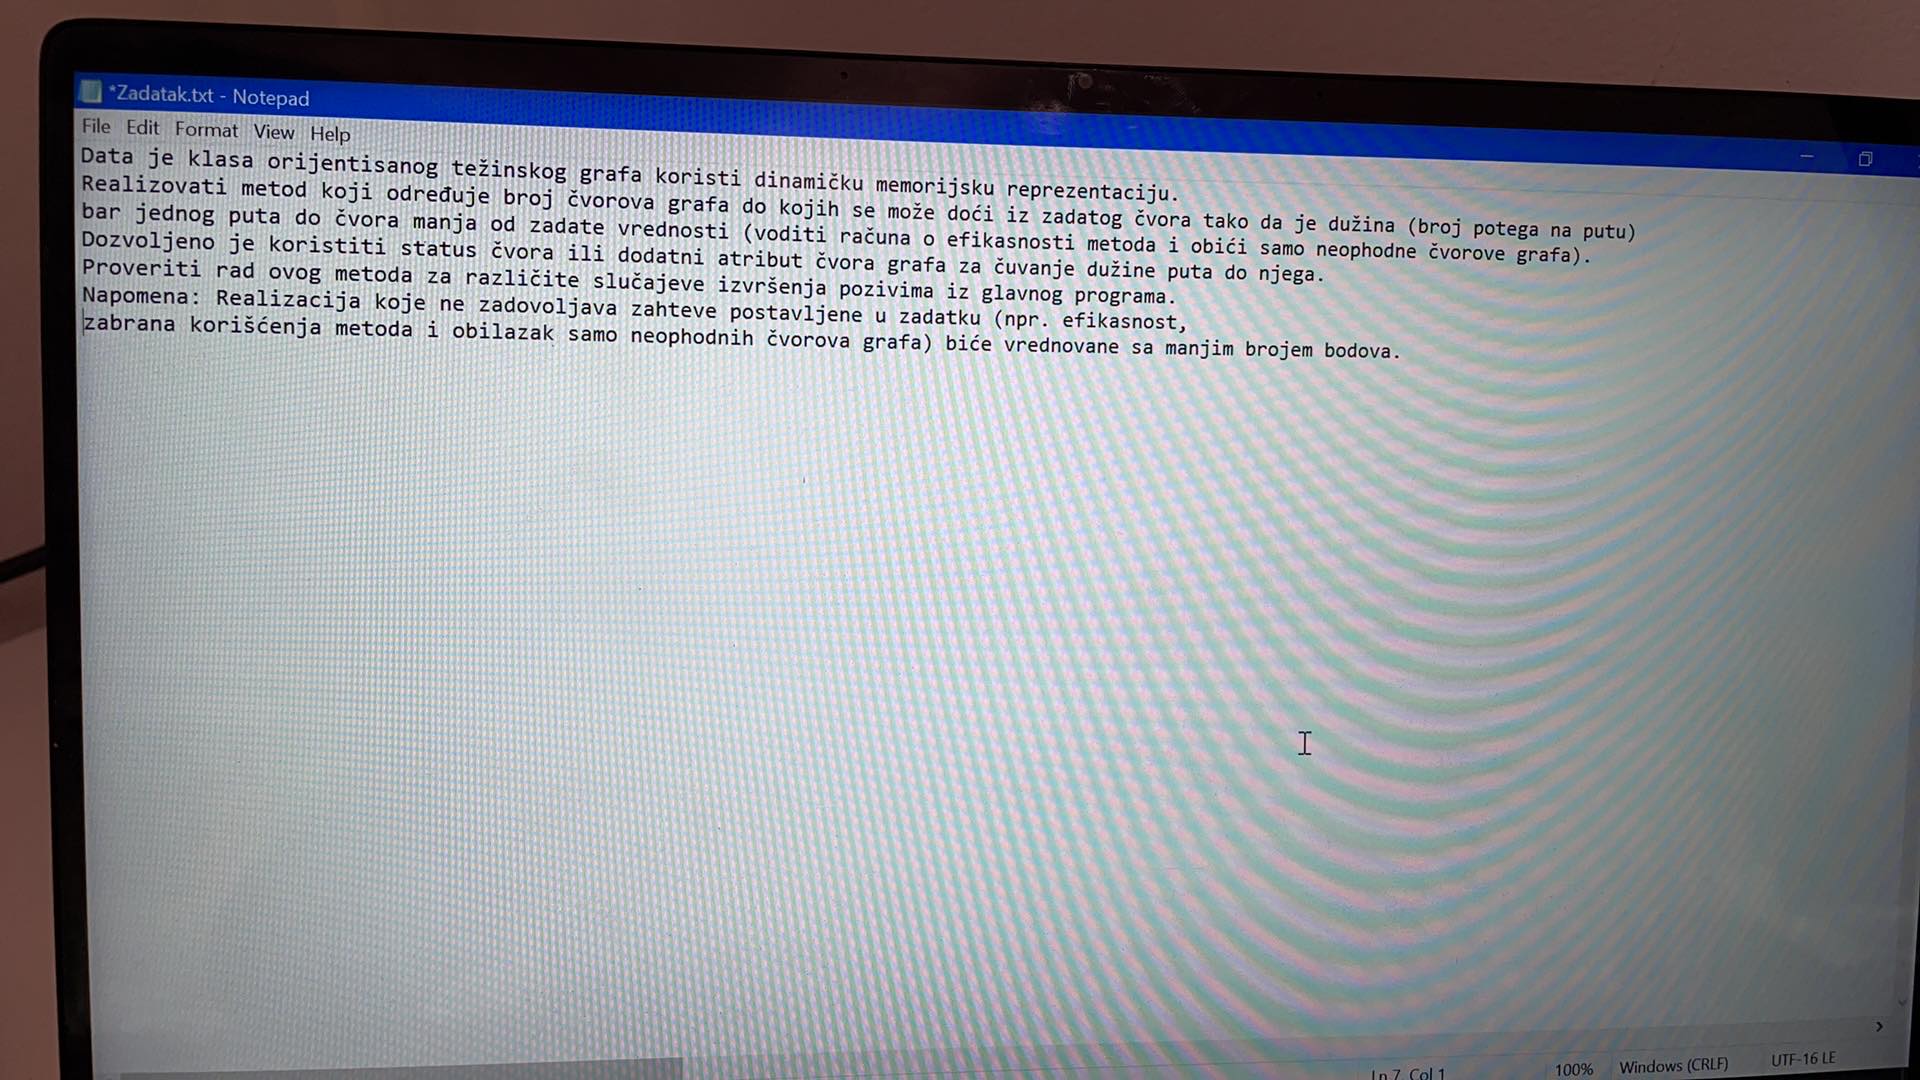 *Zadatak.txt - Notepad
File Edit Format View Help
Data je klasa orijentisanog težinskog grafa koristi dinamičku memorijsku reprezentaciju.
Realizovati metod koji određuje broj čvorova grafa do kojih se može doći iz zadatog čvora tako da je dužina (broj potega na putu)
bar jednog puta do čvora manja od zadate vrednosti (voditi računa o efikasnosti metoda i obići samo neophodne čvorove grafa).
Dozvoljeno je koristiti status čvora ili dodatni atribut čvora grafa za čuvanje dužine puta do njega.
Proveriti rad ovog metoda za različite slučajeve izvršenja pozivima iz glavnog programa.
Napomena: Realizacija koje ne zadovoljava zahteve postavljene u zadatku (npr. efikasnost,
zabrana korišćenja metoda i obilazak samo neophodnih čvorova grafa) biće vrednovane sa manjim brojem bodova.
Ln 7, Col 1 100% Windows (CRLF) UTF-16 LE